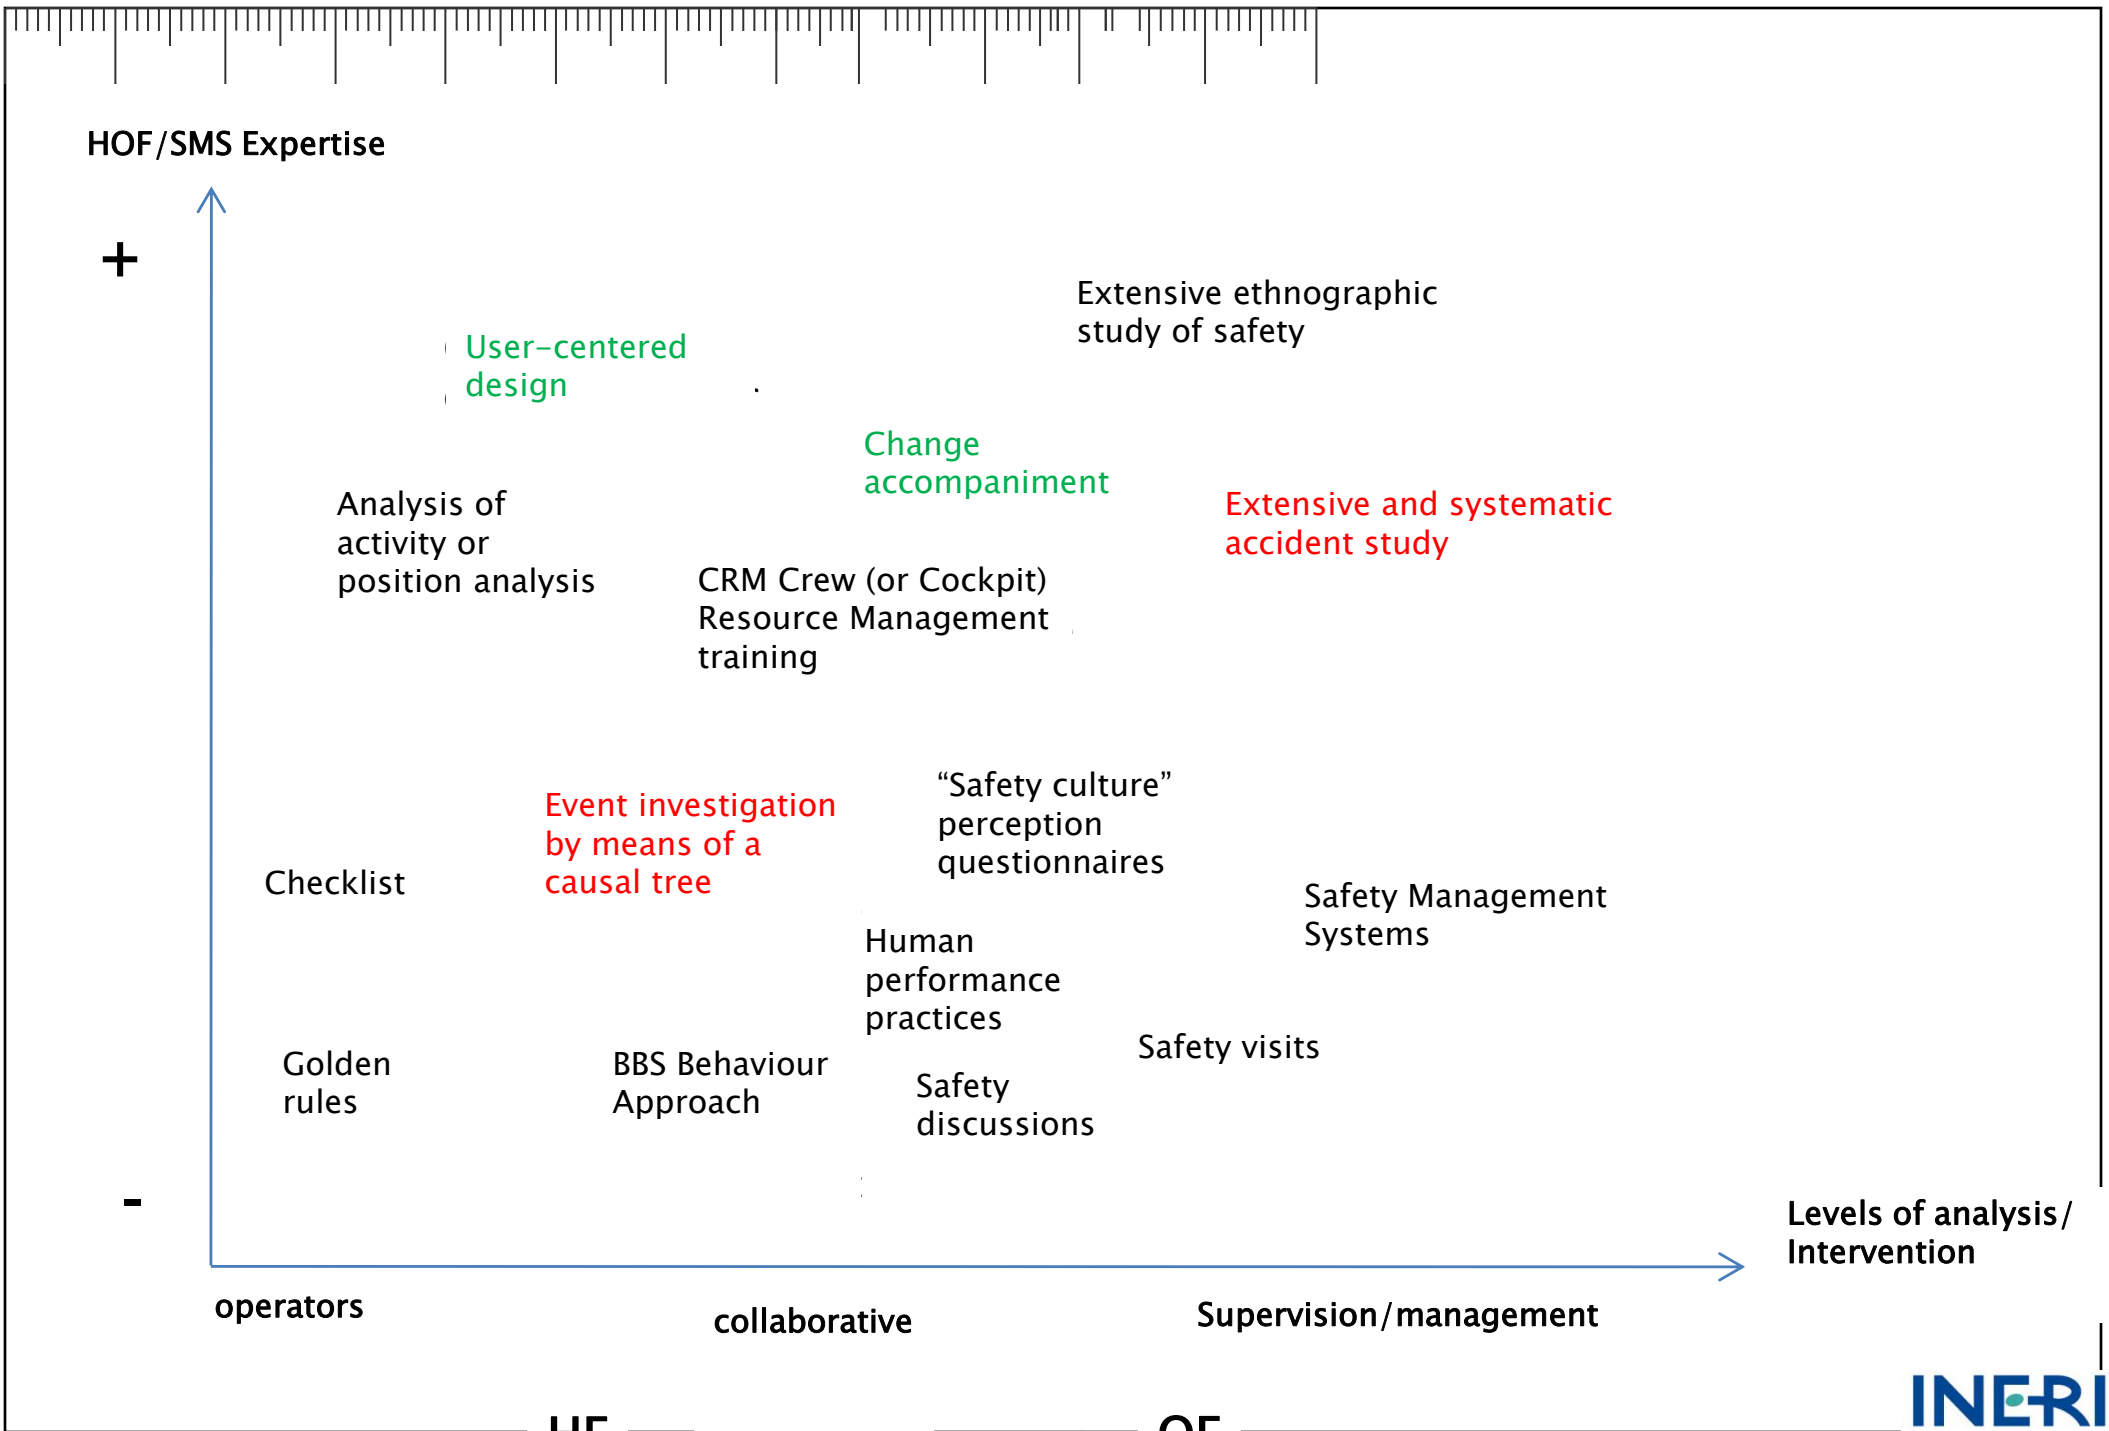 HOF/SMS Expertise
+
Extensive ethnographic
study of safety
User-centered
design
Change
accompaniment
Analysis of
activity or
position analysis
Extensive and systematic
accident study
CRM Crew (or Cockpit)
Resource Management
training
“Safety culture”
perception
questionnaires
Event investigation
by means of a
causal tree
Checklist
Safety Management
Systems
Human
performance
practices
Safety visits
Golden
rules
BBS Behaviour
Approach
Safety
discussions
-
Levels of analysis/
Intervention
operators
collaborative
Supervision/management
INERI